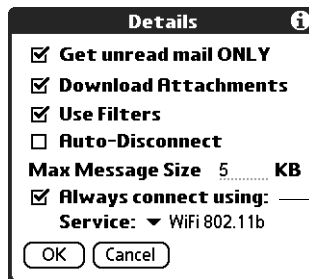 Details
Get unread mail ONLY
Download Attachments
Use Filters
Auto-Disconnect
Max Message Size 5 KB
Always connect using:
Service: WiFi 802.11b
OK Cancel